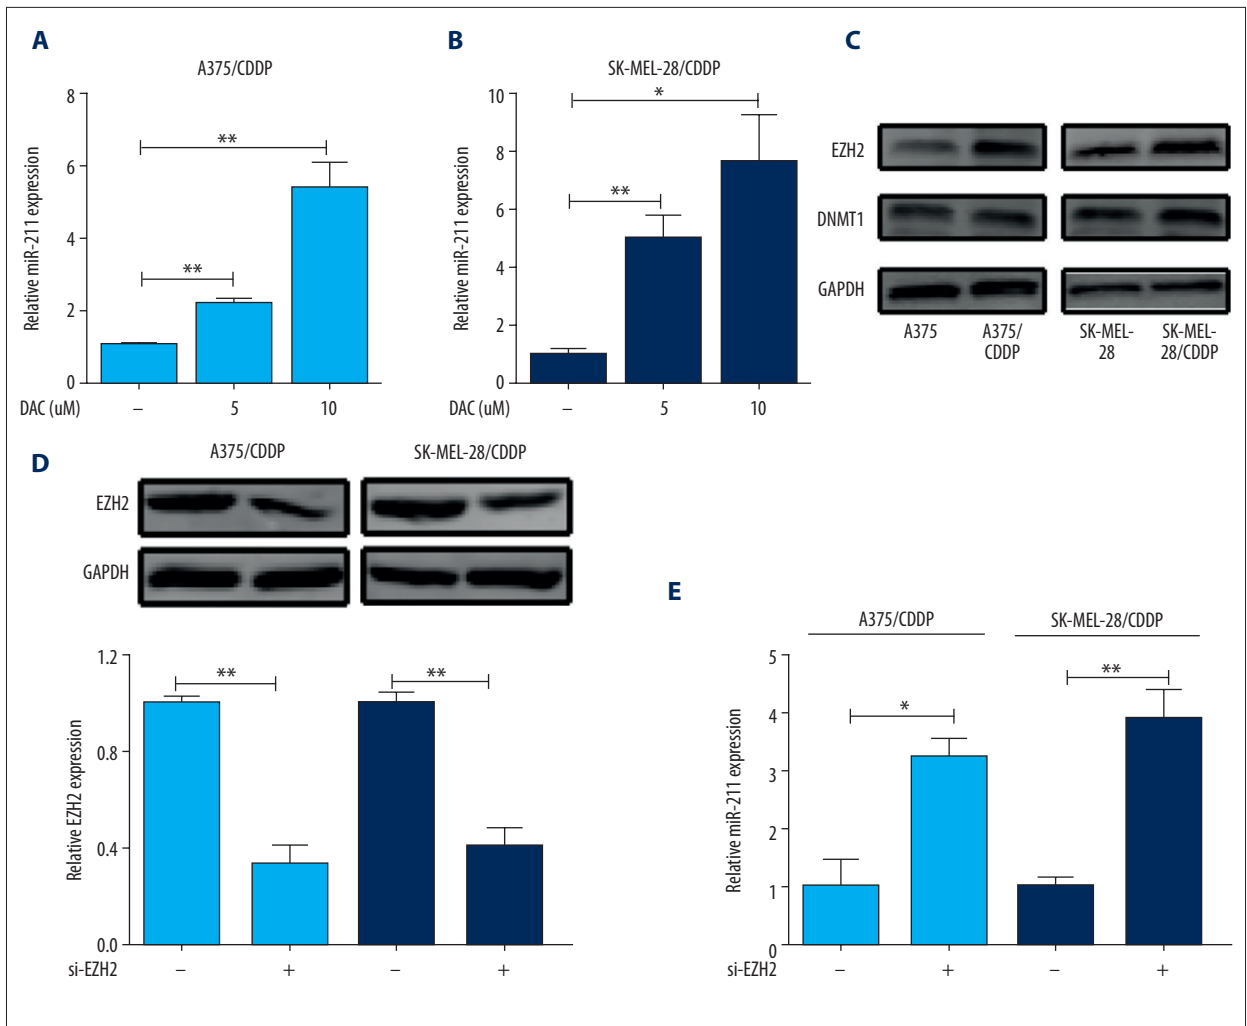 A
A375/CDDP
Relative miR-211 expression
8
6
4
2
0
**
**
DAC (uM) – 5 10
B
SK-MEL-28/CDDP
Relative miR-211 expression
10
8
6
4
2
0
*
**
DAC (uM) – 5 10
C
EZH2
DNMT1
GAPDH
A375 A375/CDDP SK-MEL-28 SK-MEL-28/CDDP
D
A375/CDDP SK-MEL-28/CDDP
EZH2
GAPDH
Relative EZH2 expression
1.2
0.8
0.4
0.0
** **
si-EZH2 – + – +
E
A375/CDDP SK-MEL-28/CDDP
Relative miR-211 expression
5
4
3
2
1
0
* **
si-EZH2 – + – +